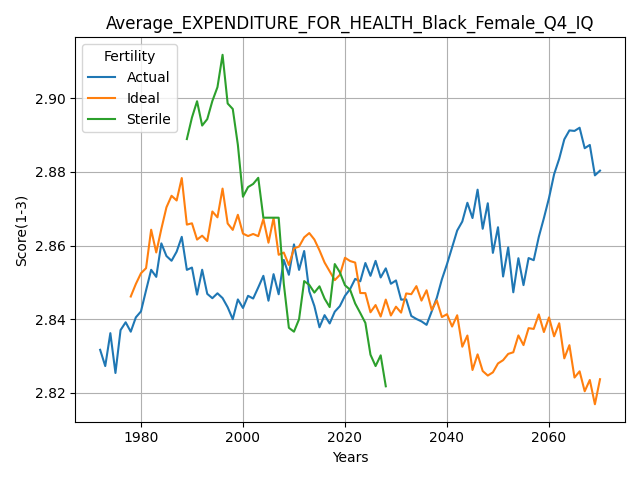 Average_EXPENDITURE_FOR_HEALTH_Black_Female_Q4_IQ
Fertility
Actual
Ideal
Sterile
Score(1-3)
2.90
2.88
2.86
2.84
2.82
1980 2000 2020 2040 2060
Years